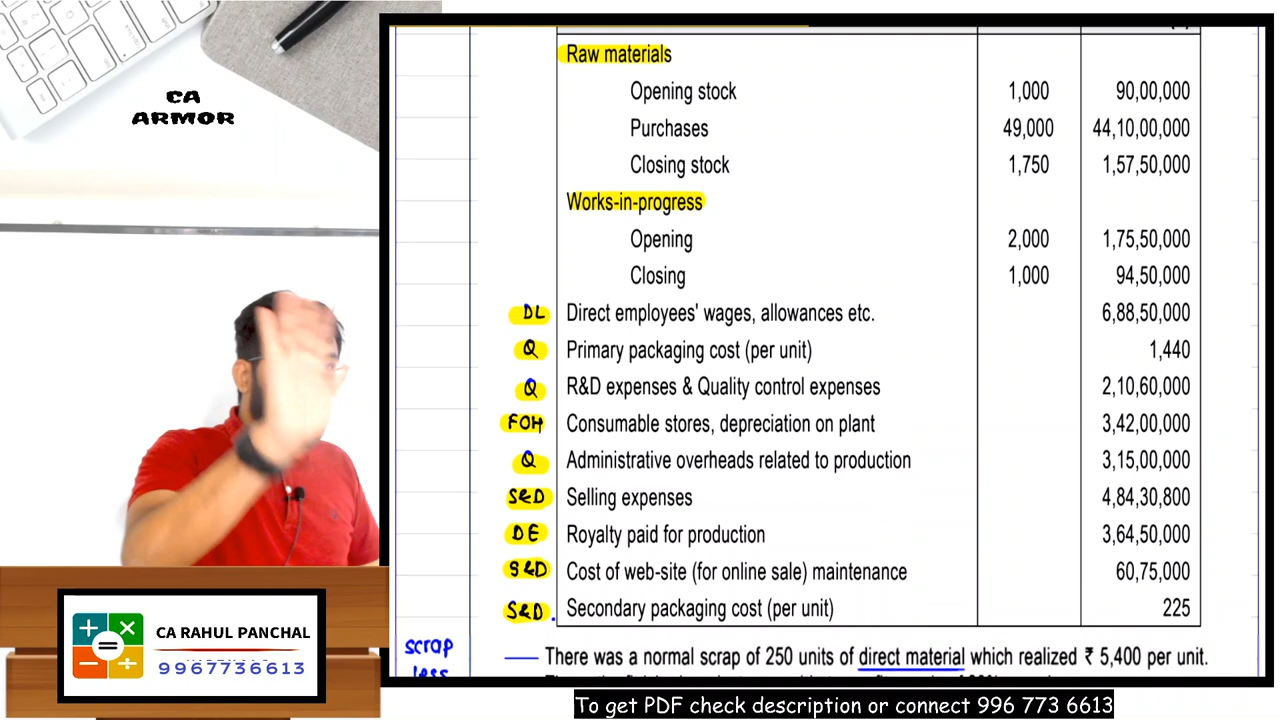 CA
ARMOR
Raw materials
Opening stock 1,000 90,00,000
Purchases 49,000 44,10,00,000
Closing stock 1,750 1,57,50,000
Works-in-progress
Opening 2,000 1,75,50,000
Closing 1,000 94,50,000
DL Direct employees' wages, allowances etc. 6,88,50,000
Q Primary packaging cost (per unit) 1,440
Q R&D expenses & Quality control expenses 2,10,60,000
FOH Consumable stores, depreciation on plant 3,42,00,000
Q Administrative overheads related to production 3,15,00,000
S&D Selling expenses 4,84,30,800
DE Royalty paid for production 3,64,50,000
S&D Cost of web-site (for online sale) maintenance 60,75,000
S&D. Secondary packaging cost (per unit) 225
scrap
less
There was a normal scrap of 250 units of direct material which realized ₹ 5,400 per unit.
CA RAHUL PANCHAL
9967736613
To get PDF check description or connect 996 773 6613